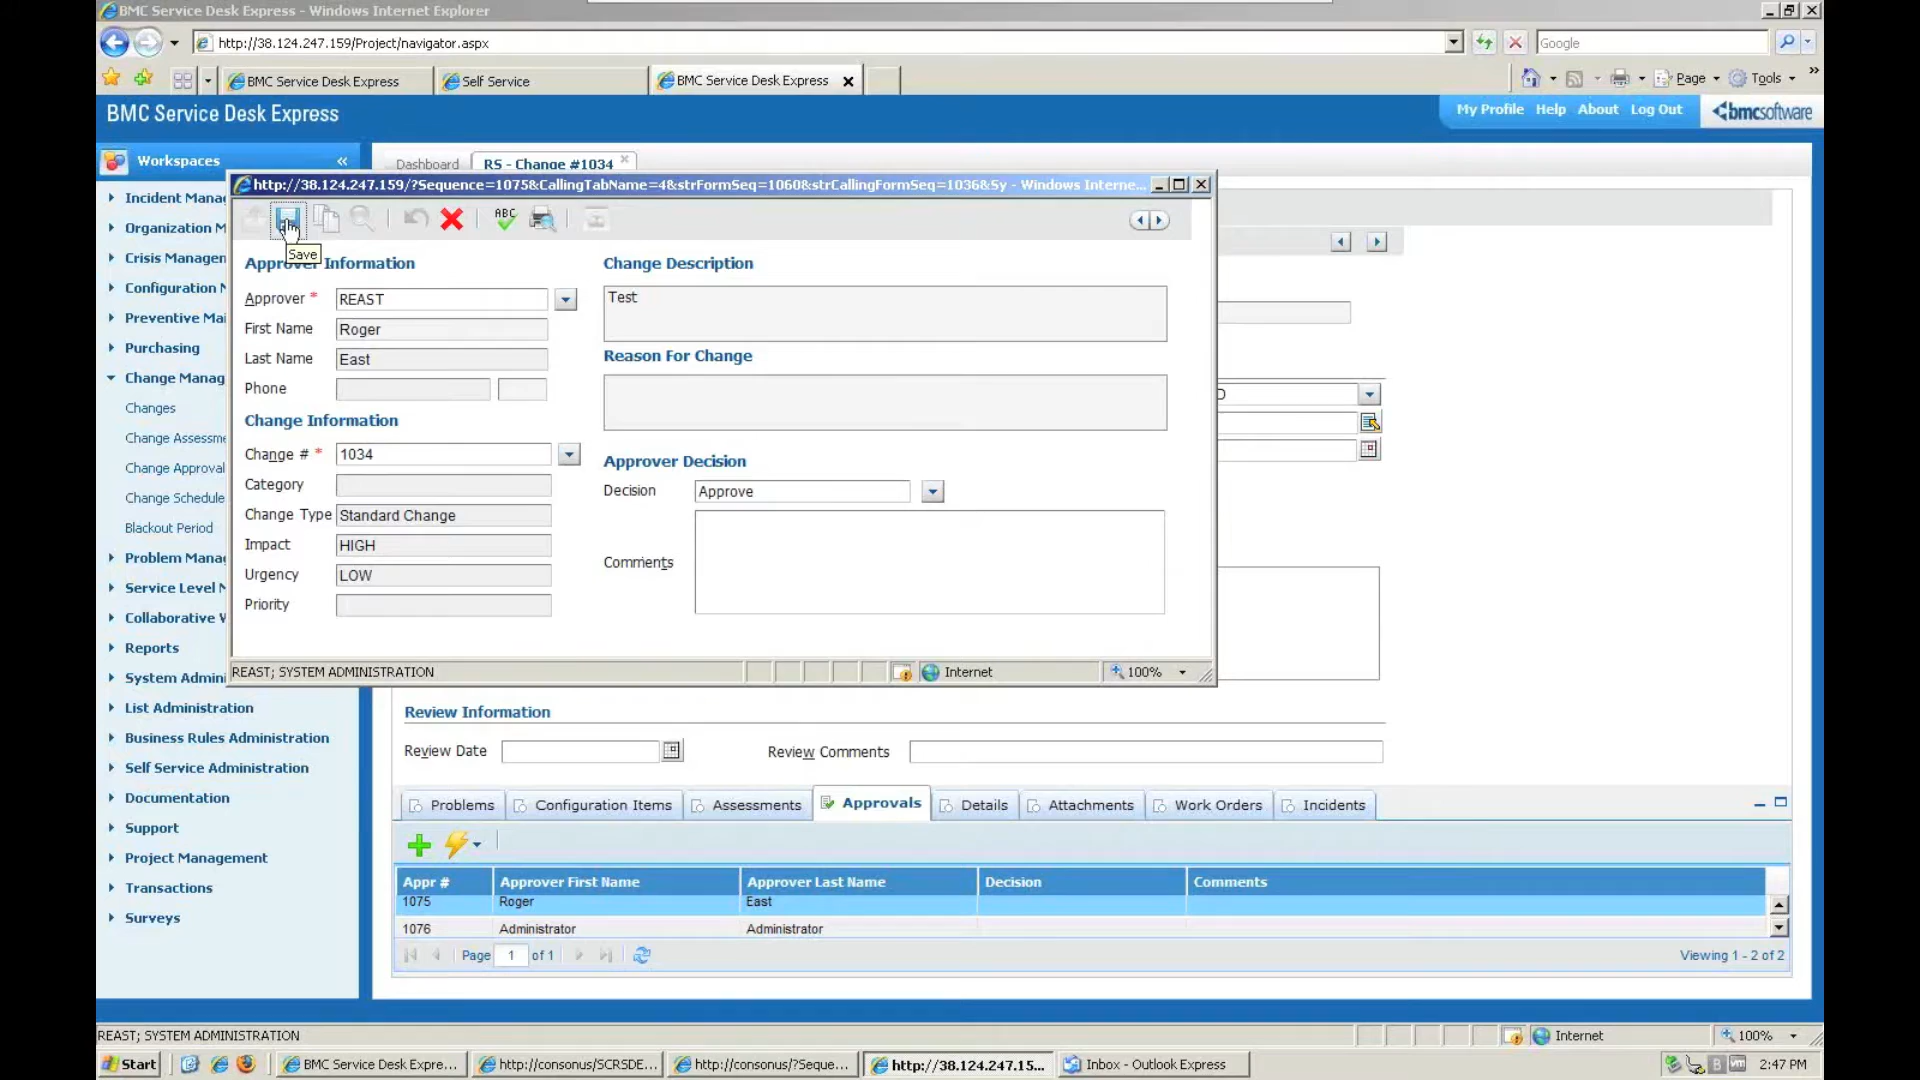 BMC Service Desk Express - Windows Internet Explorer
http://38.124.247.159/Project/navigator.aspx
Google
BMC Service Desk Express
Self Service
BMC Service Desk Express
Page
Tools
BMC Service Desk Express
My Profile Help About Log Out
bmcsoftware
Workspaces
Dashboard
RS - Change #1034
http://38.124.247.159/?Sequence=1075&CallingTabName=4&strFormSeq=1060&strCallingFormSeq=1036&Sy - Windows Interne...
ABC
Save
Approver Information
Approver * REAST
First Name Roger
Last Name East
Phone
Change Information
Change # * 1034
Category
Change Type Standard Change
Impact HIGH
Urgency LOW
Priority
Change Description
Test
Reason For Change
Approver Decision
Decision Approve
Comments
REAST; SYSTEM ADMINISTRATION
Internet
100%
Incident Mana
Organization M
Crisis Managen
Configuration
Preventive Mai
Purchasing
Change Manag
Changes
Change Assessme
Change Approval
Change Schedule
Blackout Period
Problem Mana
Service Level
Collaborative
Reports
System Admin
List Administration
Business Rules Administration
Self Service Administration
Documentation
Support
Project Management
Transactions
Surveys
Review Information
Review Date
Review Comments
Problems
Configuration Items
Assessments
Approvals
Details
Attachments
Work Orders
Incidents
Appr # Approver First Name Approver Last Name Decision Comments
1075 Roger East
1076 Administrator Administrator
Page 1 of 1
Viewing 1 - 2 of 2
REAST; SYSTEM ADMINISTRATION
Internet
100%
Start
BMC Service Desk Expre...
http://consonus/SCRSDE...
http://consonus/?Seque...
http://38.124.247.15...
Inbox - Outlook Express
2:47 PM